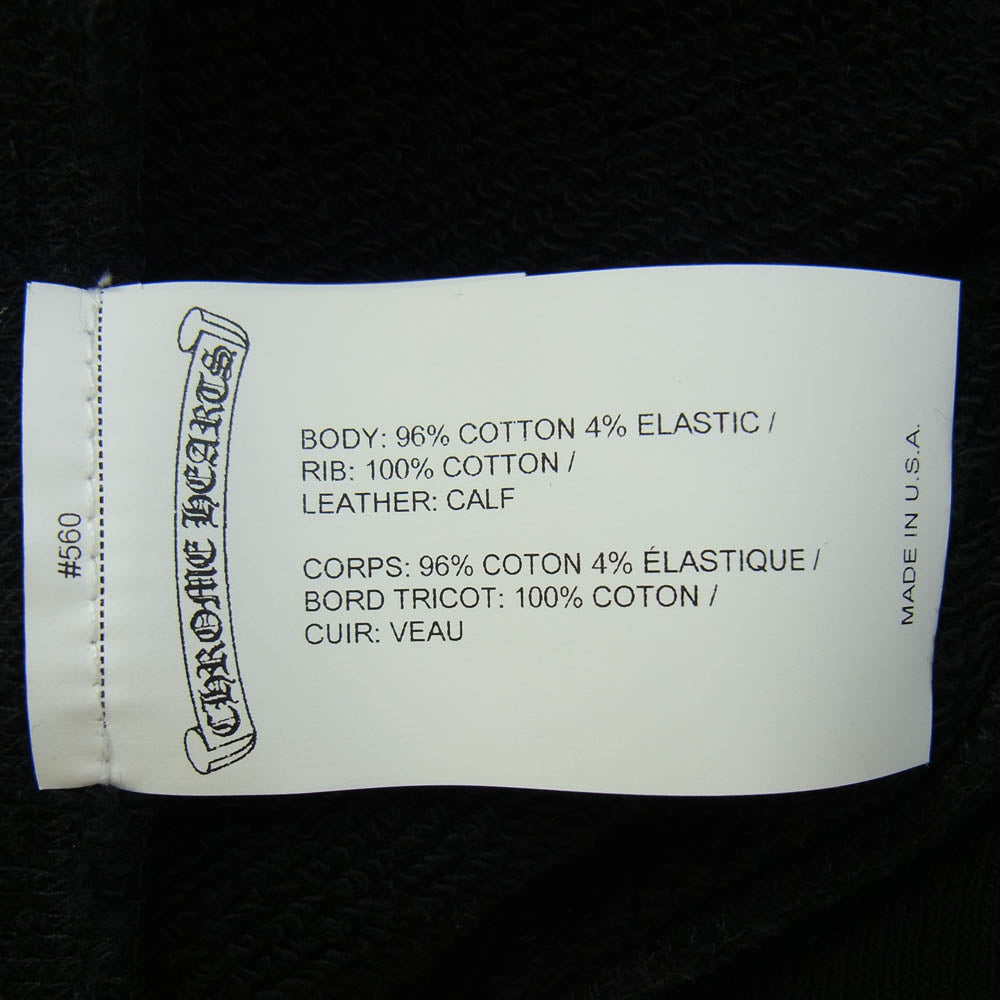 #560
CHROME HEARTS
BODY: 96% COTTON 4% ELASTIC /
RIB: 100% COTTON /
LEATHER: CALF
CORPS: 96% COTON 4% ÉLASTIQUE /
BORD TRICOT: 100% COTON /
CUIR: VEAU
MADE IN U.S.A.